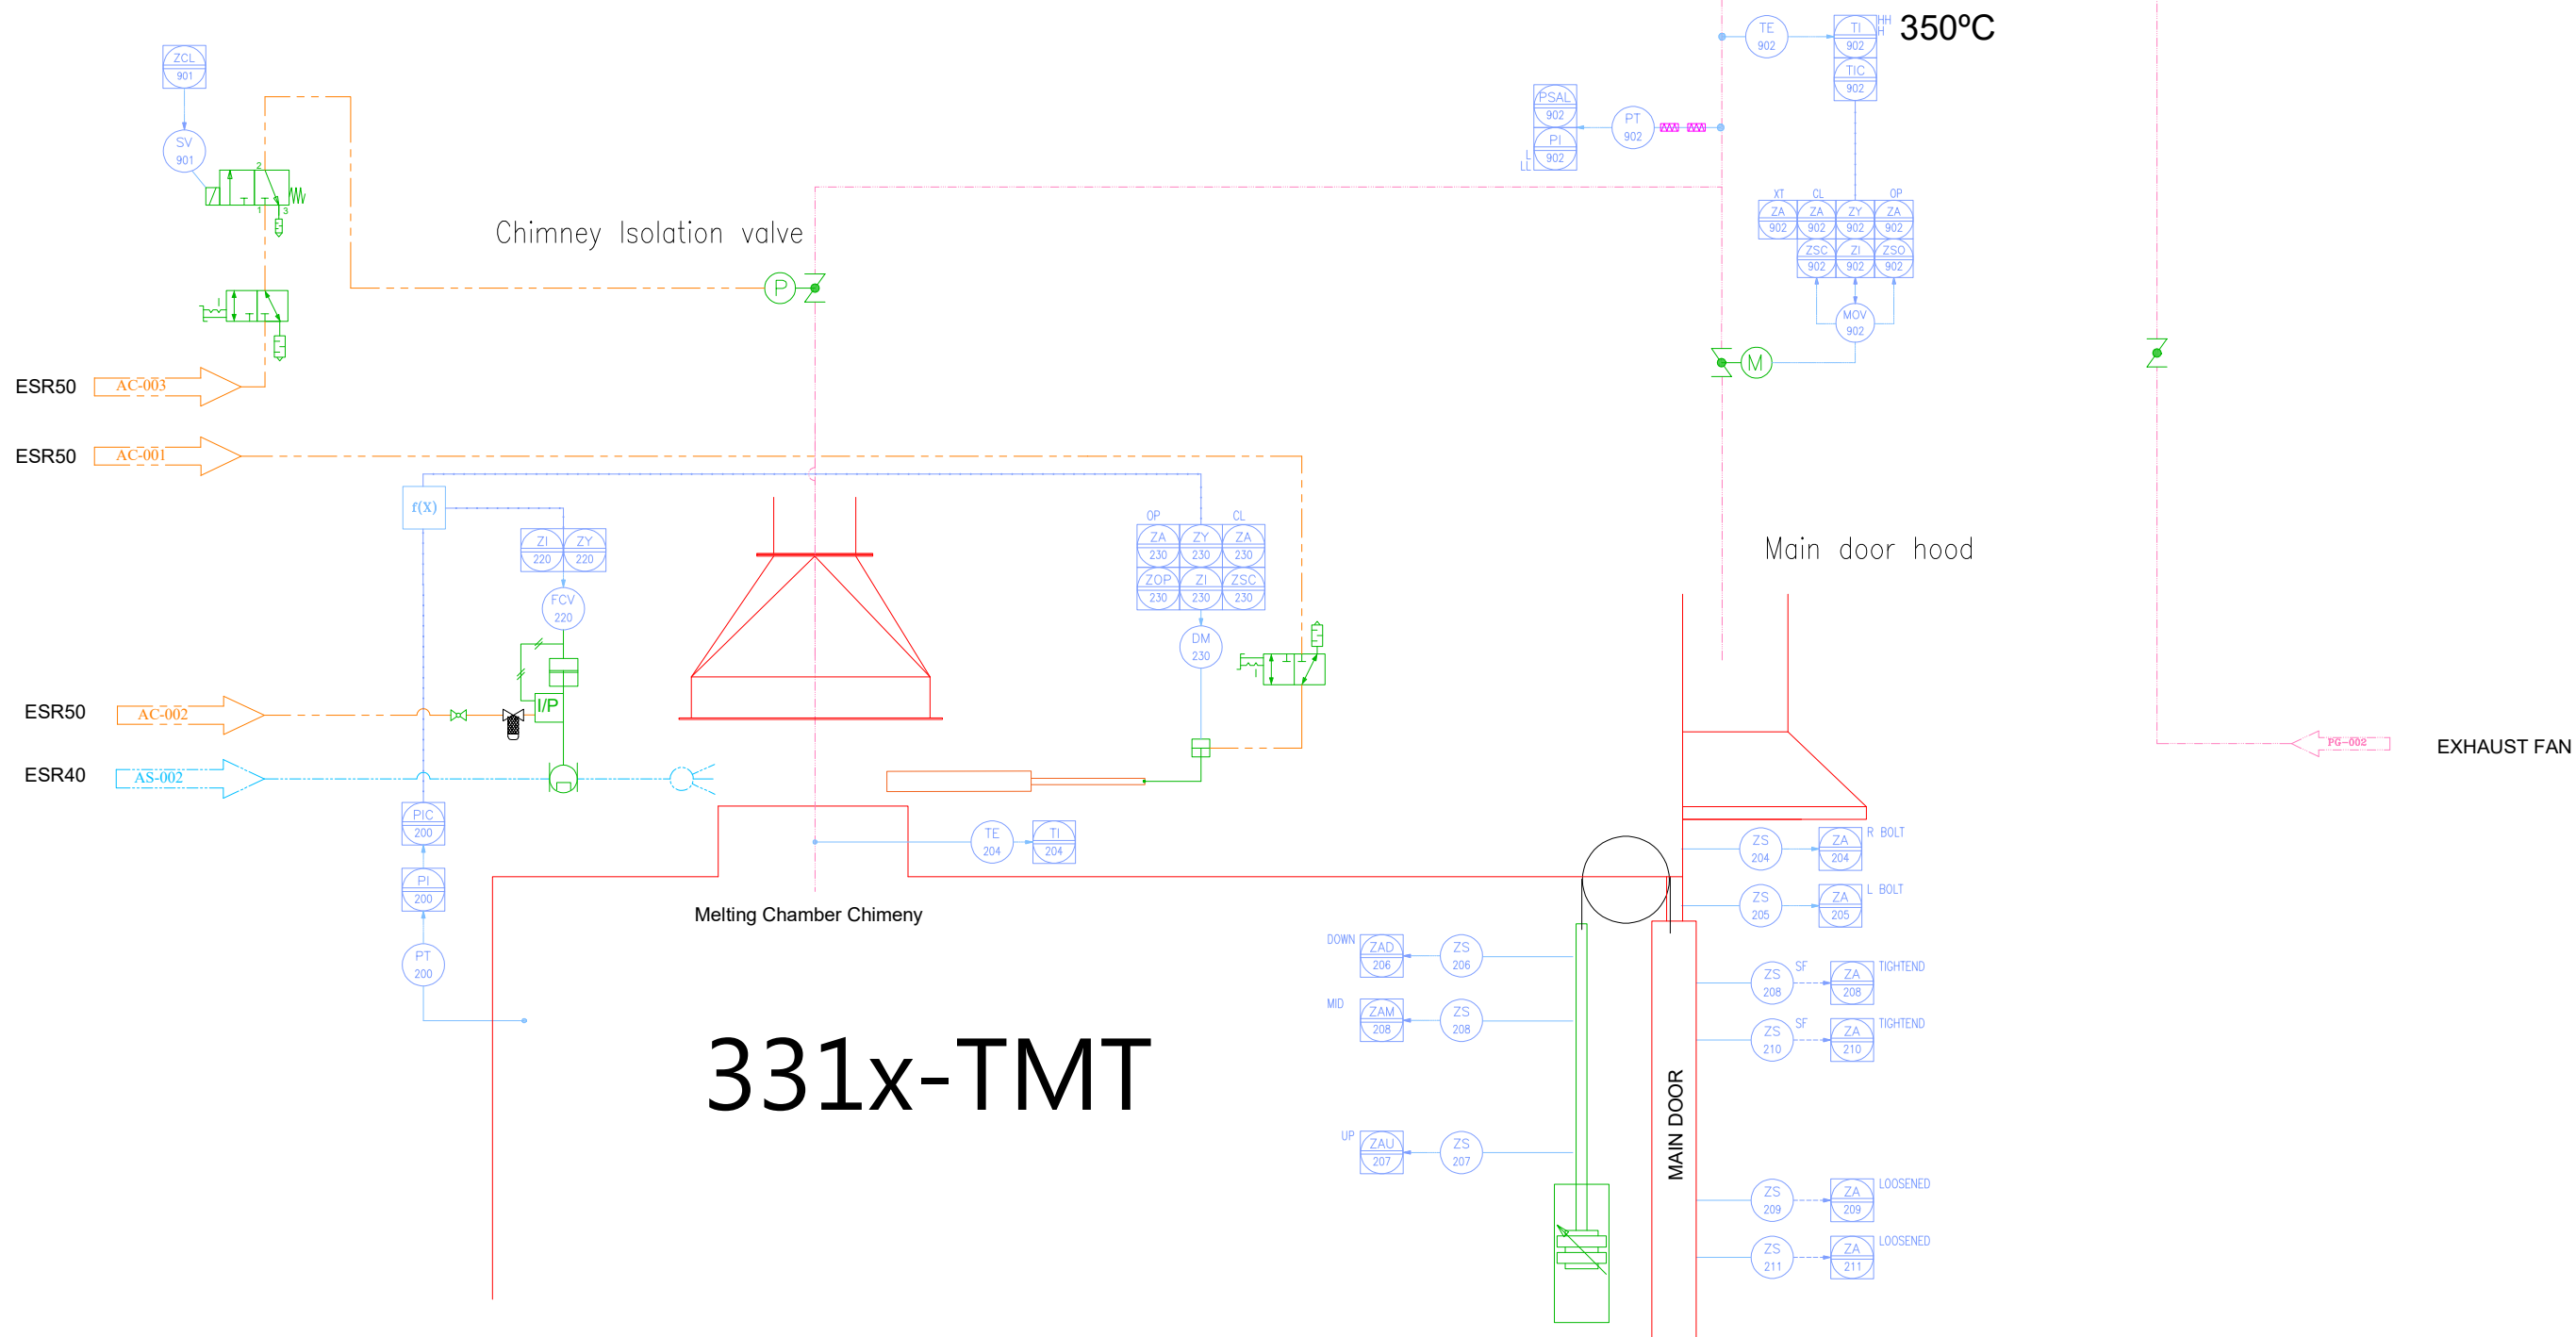 TE
902
TI
902
HH
H
350ºC
TIC
902
ZCL
901
SV
901
2
1
3
PSAL
902
PI
902
L
LL
PT
902
XT
CL
OP
ZA
902
ZA
902
ZY
902
ZA
902
ZSC
902
ZI
902
ZSO
902
MOV
902
M
Chimney Isolation valve
P
ESR50
AC-003
ESR50
AC-001
f(X)
ZI
220
ZY
220
FCV
220
I/P
OP
CL
ZA
230
ZY
230
ZA
230
ZOP
230
ZI
230
ZSC
230
DM
230
Main door hood
ESR50
AC-002
ESR40
AS-002
PG-002
EXHAUST FAN
PIC
200
PI
200
PT
200
TE
204
TI
204
Melting Chamber Chimeny
331x-TMT
ZS
204
ZA
204
R BOLT
ZS
205
ZA
205
L BOLT
DOWN
ZAD
206
ZS
206
MID
ZAM
208
ZS
208
UP
ZAU
207
ZS
207
MAIN DOOR
ZS
208
SF
ZA
208
TIGHTEND
ZS
210
SF
ZA
210
TIGHTEND
ZS
209
ZA
209
LOOSENED
ZS
211
ZA
211
LOOSENED